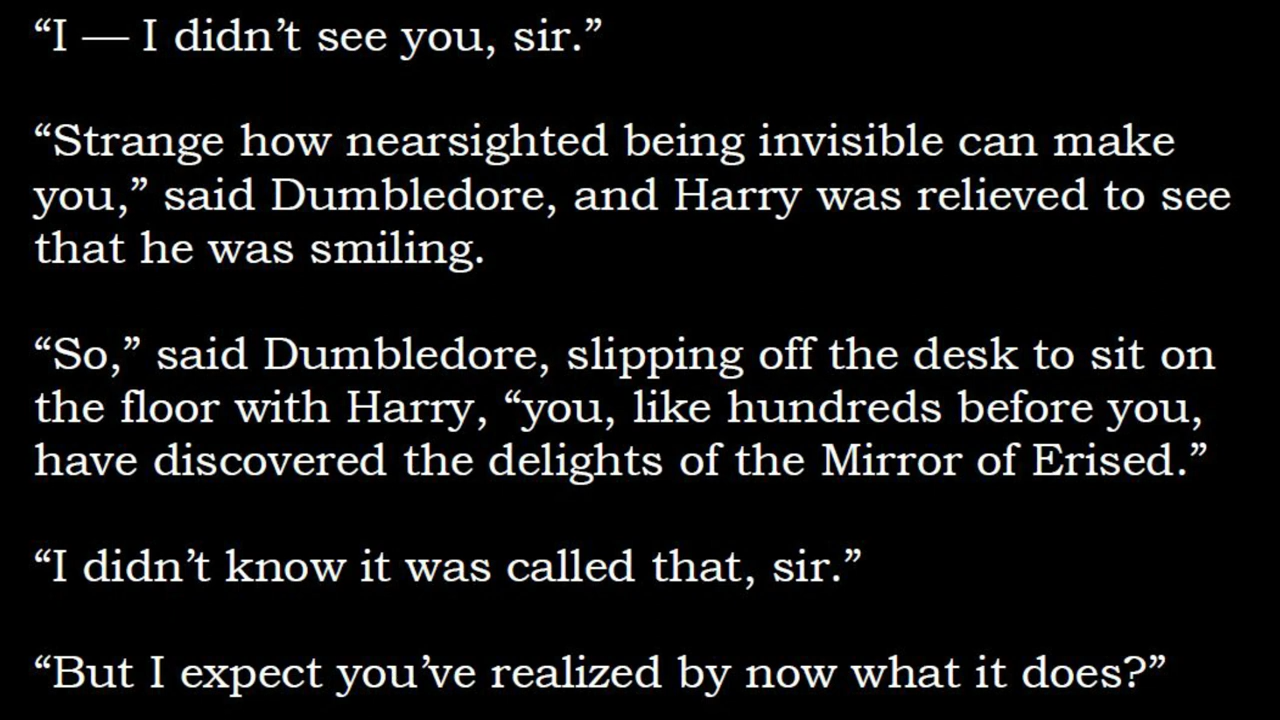 “I — I didn’t see you, sir.”
“Strange how nearsighted being invisible can make
you,” said Dumbledore, and Harry was relieved to see
that he was smiling.
“So,” said Dumbledore, slipping off the desk to sit on
the floor with Harry, “you, like hundreds before you,
have discovered the delights of the Mirror of Erised.”
“I didn’t know it was called that, sir.”
“But I expect you’ve realized by now what it does?”